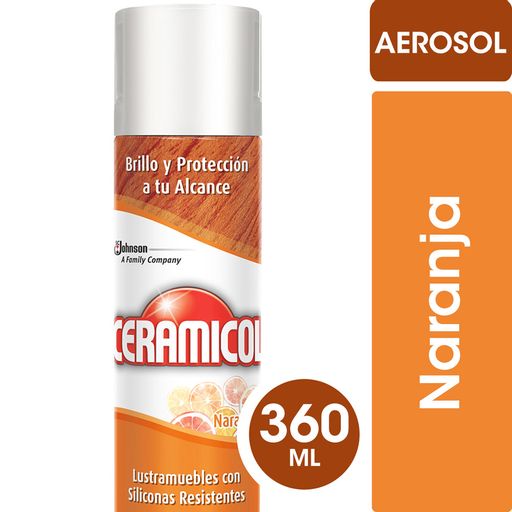 AEROSOL
Brillo y Protección
a tu Alcance
SC Johnson
A Family Company
CERAMICOL
Naranja
360
ML
Lustramuebles con
Siliconas Resistentes